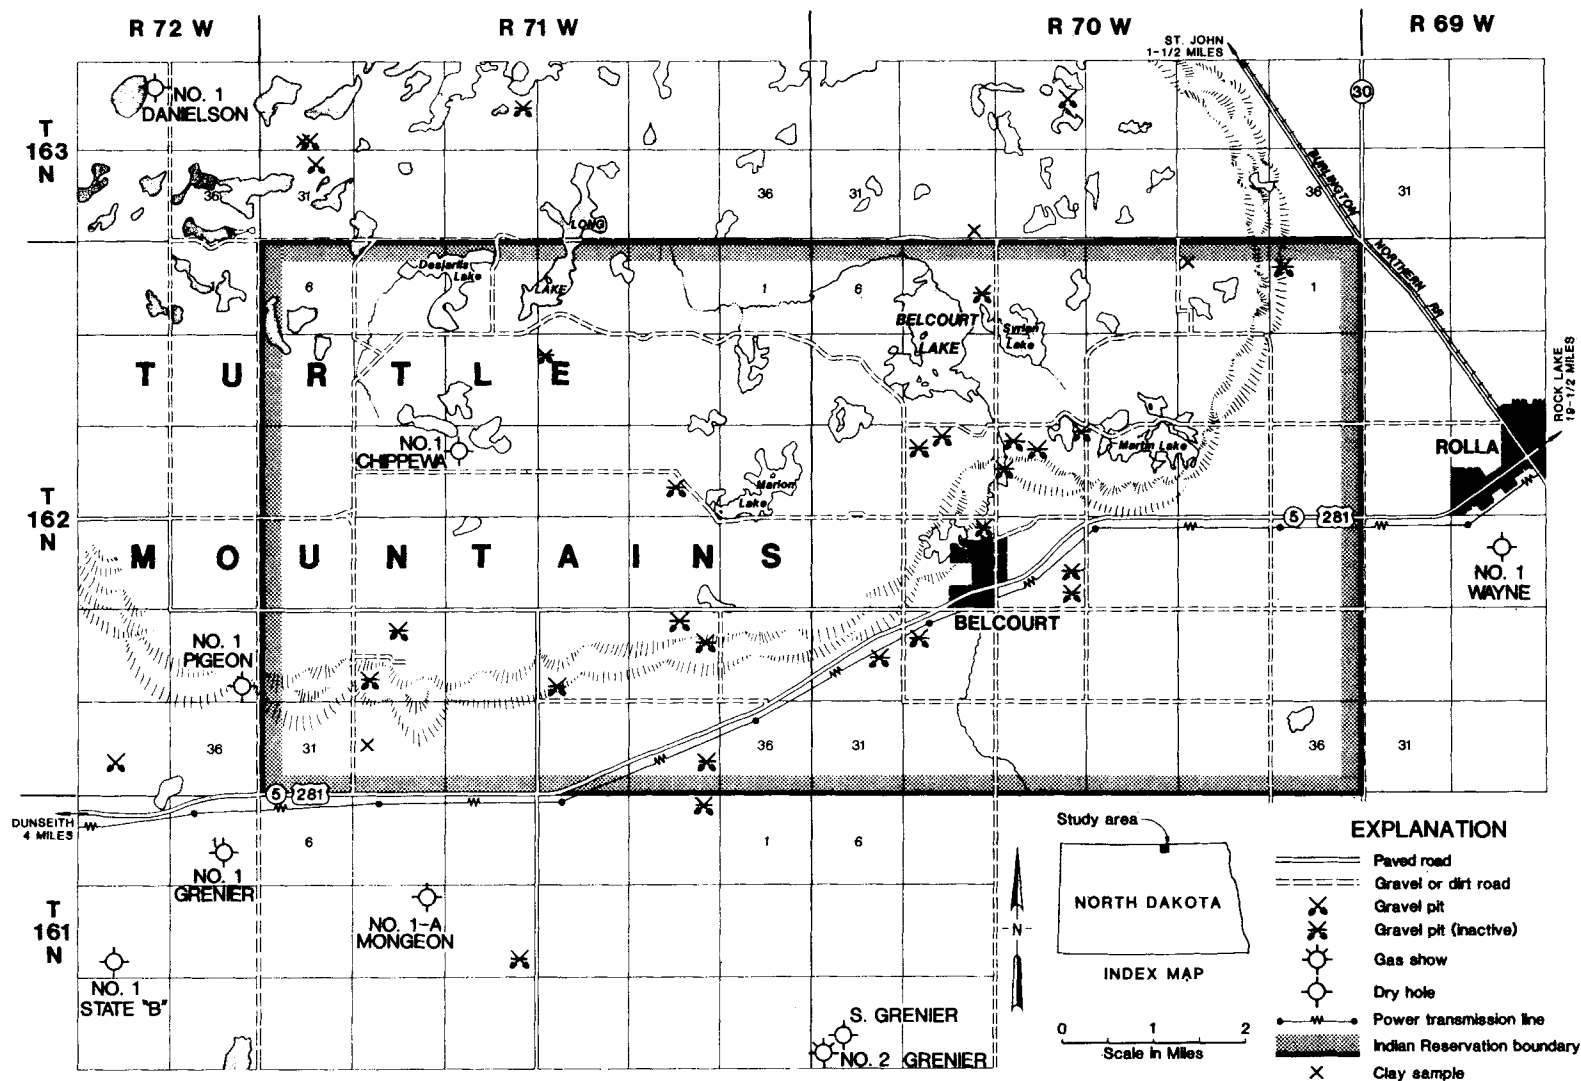 R 72 W
R 71 W
R 70 W
R 69 W
ST. JOHN
1-1/2 MILES
30
T
163
N
NO. 1
DANIELSON
BURLINGTON
NORTHERN RR
36
31
36
31
36
31
LONG
LAKE
Desjarlis
Lake
1
6
1
6
1
BELCOURT
LAKE
Syrian
Lake
TURTLE
ROCK LAKE
19-1/2 MILES
NO. 1
CHIPPEWA
Martin Lake
ROLLA
Marion
Lake
T
162
N
5
281
MOUNTAINS
NO. 1
WAYNE
BELCOURT
NO. 1
PIGEON
36
31
36
31
36
31
5
281
DUNSEITH
4 MILES
1
6
1
6
NO. 1
GRENIER
T
161
N
NO. 1-A
MONGEON
NO. 1
STATE "B"
S. GRENIER
NO. 2 GRENIER
N
Study area
NORTH DAKOTA
INDEX MAP
0
1
2
Scale in Miles
EXPLANATION
Paved road
Gravel or dirt road
Gravel pit
Gravel pit (inactive)
Gas show
Dry hole
Power transmission line
Indian Reservation boundary
Clay sample